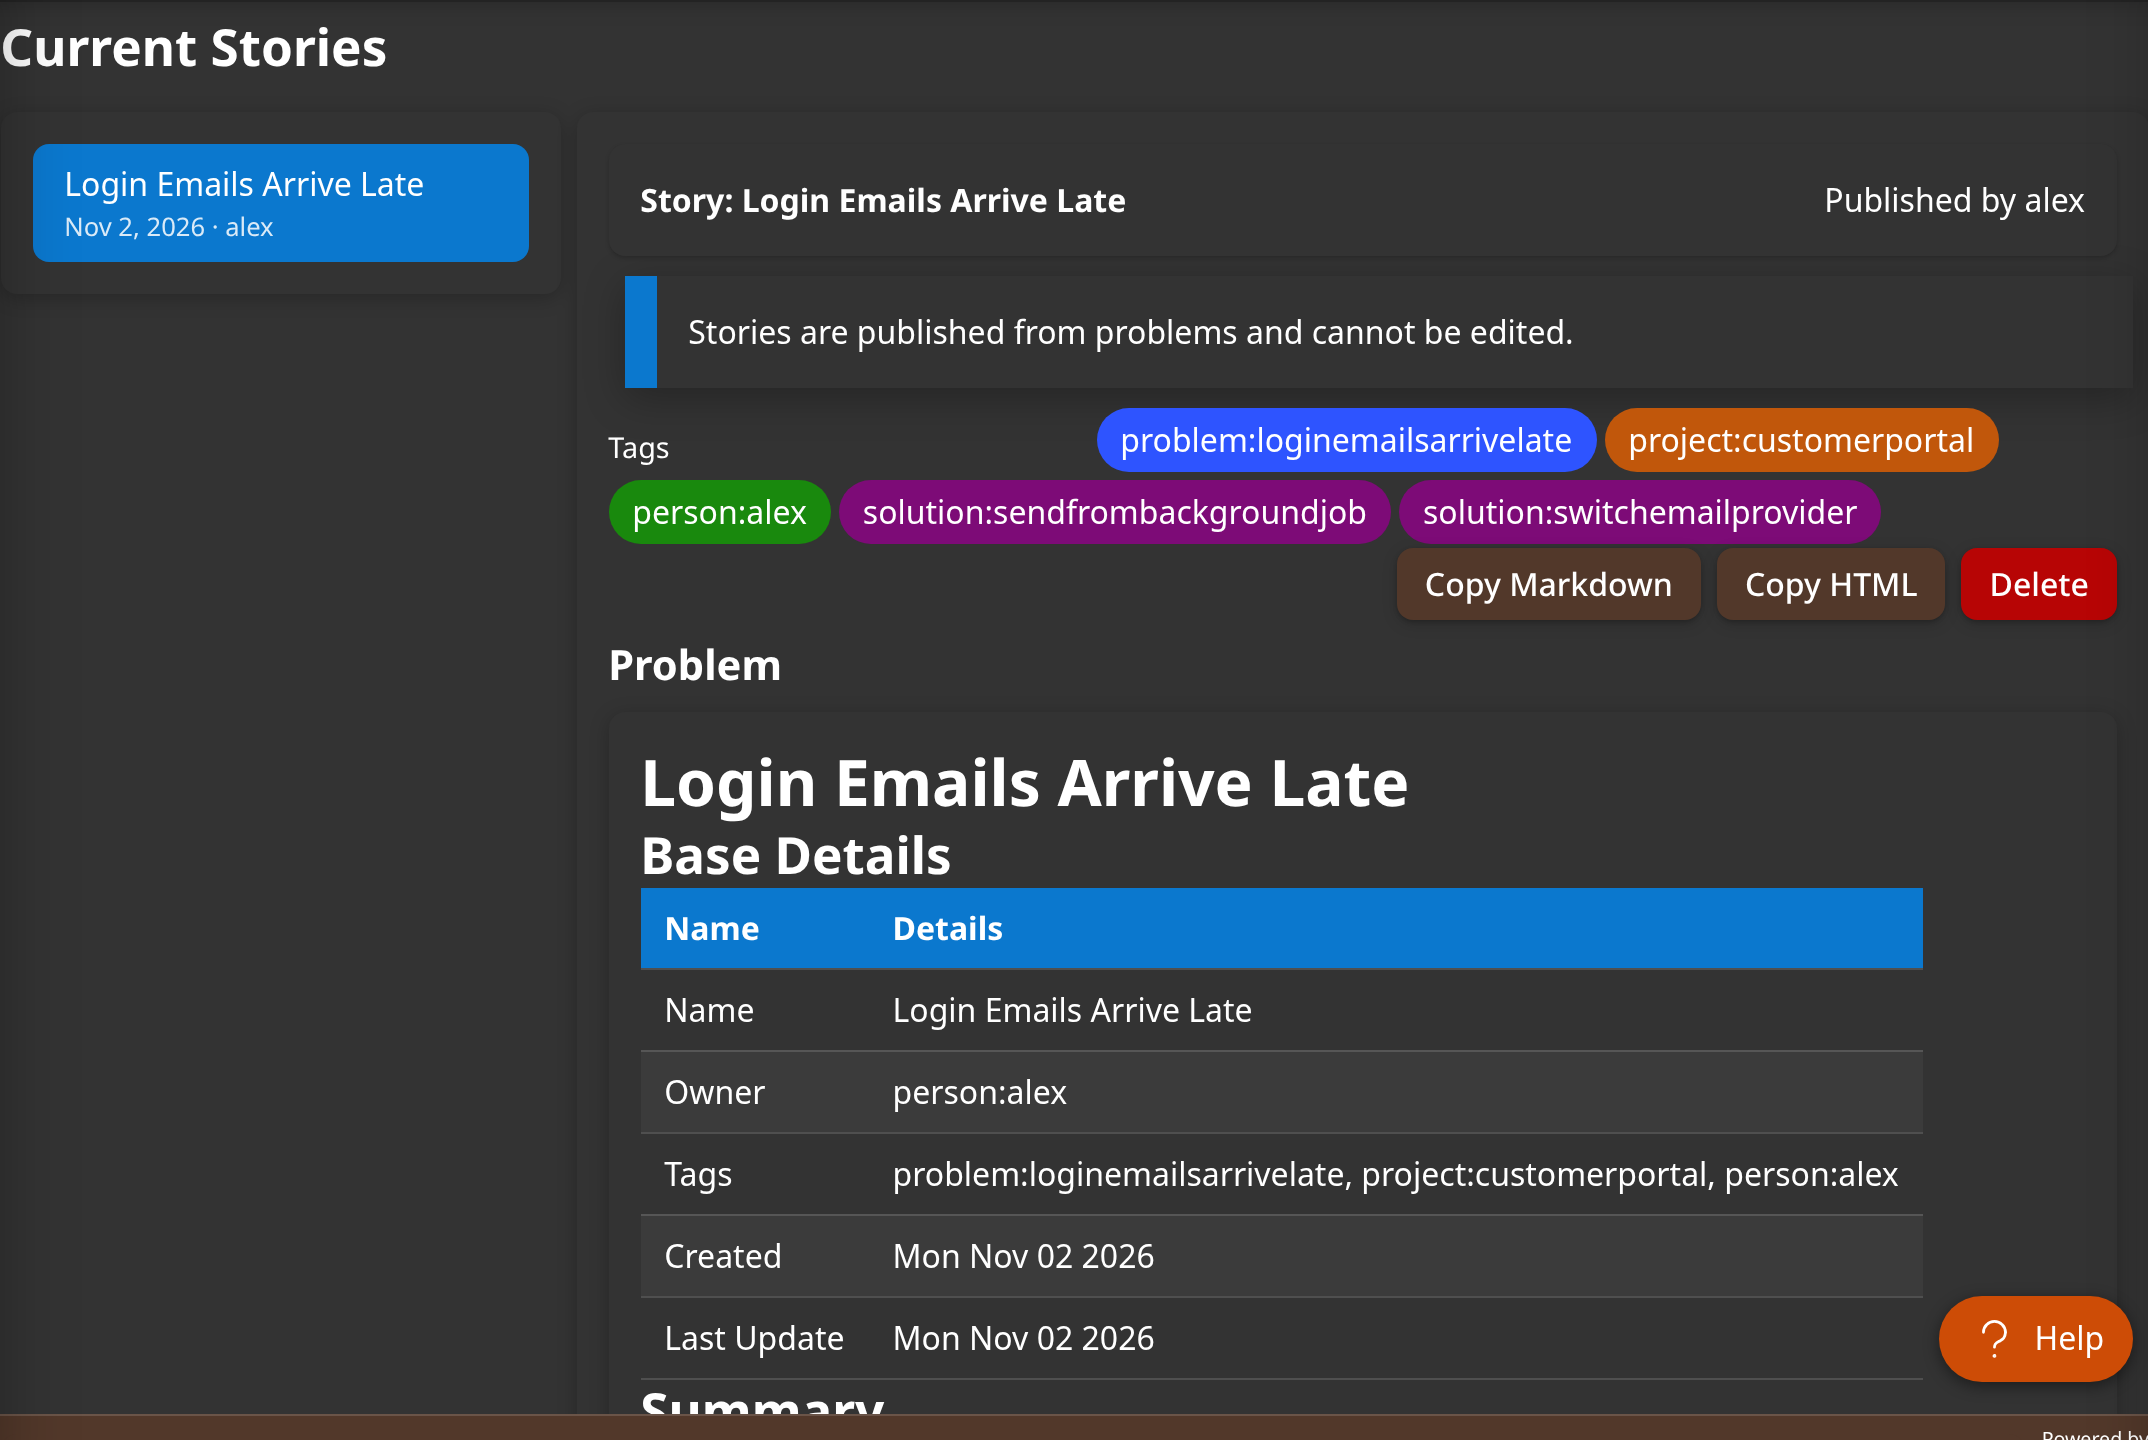 Current Stories
Login Emails Arrive Late
Nov 2, 2026 · alex
Story: Login Emails Arrive Late
Published by alex
Stories are published from problems and cannot be edited.
Tags
problem:loginemailsarrivelate
project:customerportal
person:alex
solution:sendfrombackgroundjob
solution:switchemailprovider
Copy Markdown
Copy HTML
Delete
Problem
Login Emails Arrive Late
Base Details
Name Details
Name Login Emails Arrive Late
Owner person:alex
Tags problem:loginemailsarrivelate, project:customerportal, person:alex
Created Mon Nov 02 2026
Last Update Mon Nov 02 2026
Summary
Help
Powered by